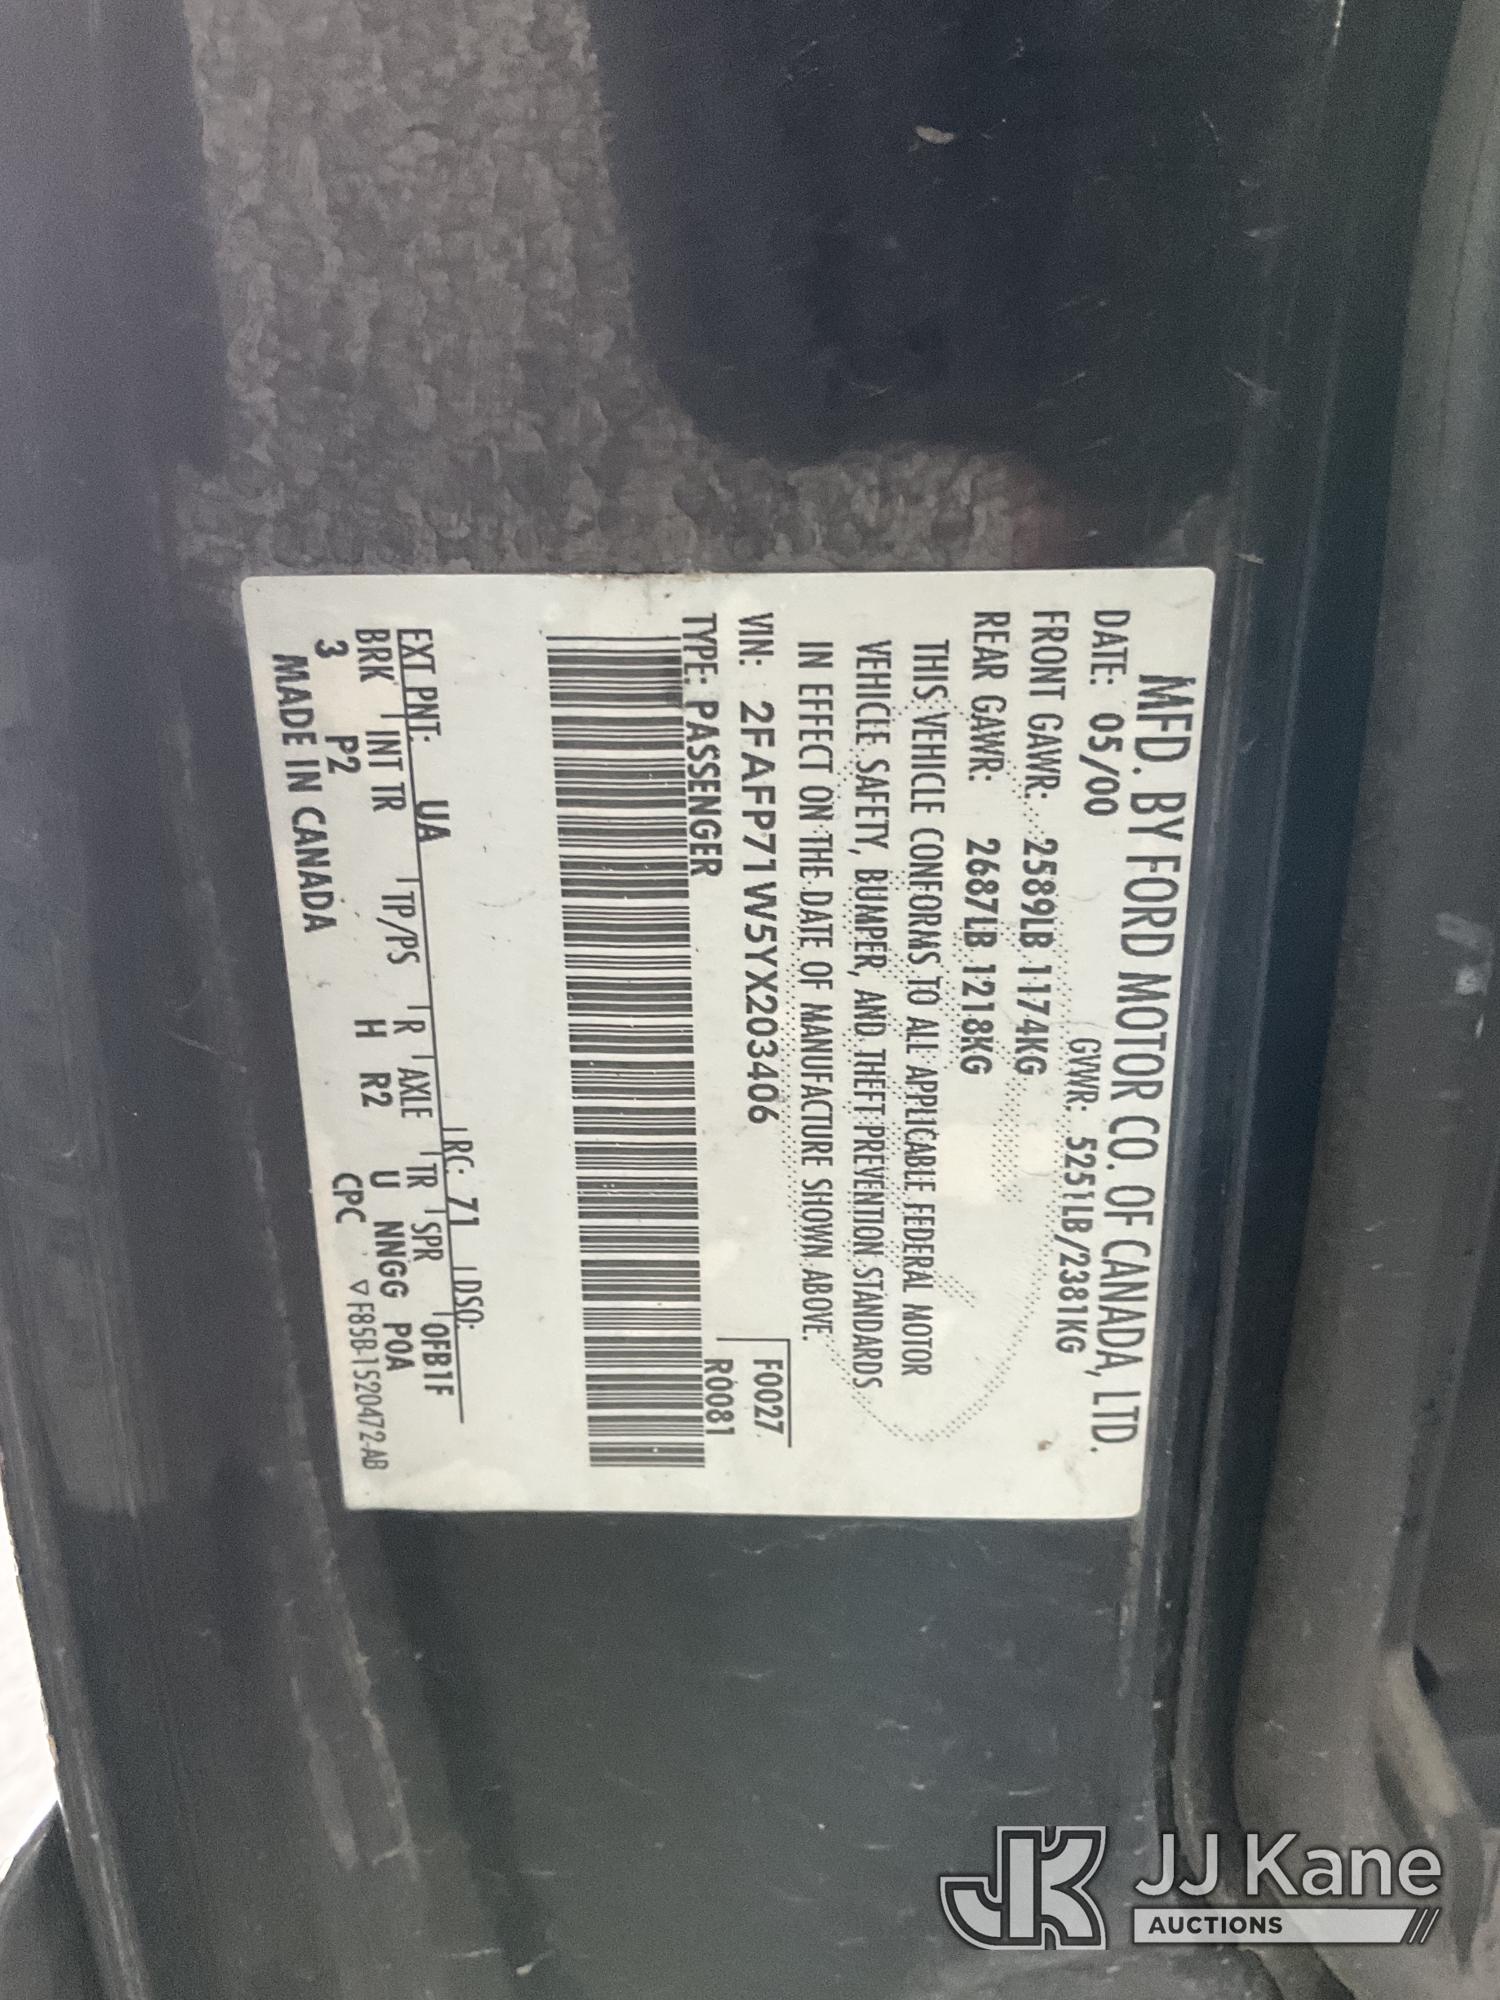 MFD. BY FORD MOTOR CO. OF CANADA, LTD.
DATE: 05/00 GVWR: 5251LB/2381KG
FRONT GAWR: 2589LB 1174KG
REAR GAWR: 2687LB 1218KG
THIS VEHICLE CONFORMS TO ALL APPLICABLE FEDERAL MOTOR
VEHICLE SAFETY, BUMPER, AND THEFT PREVENTION STANDARDS
IN EFFECT ON THE DATE OF MANUFACTURE SHOWN ABOVE.
VIN: 2FAFP71W5YX203406 F0027
TYPE: PASSENGER R0081
EXT PNT: UA RC: 71 DSO:
BRK INT TR TP/PS R AXLE TR SPR OFB1F
3 P2 H R2 U NNGG POA
MADE IN CANADA CPC ▽ F85B-1520472-AB
JK JJ Kane
AUCTIONS